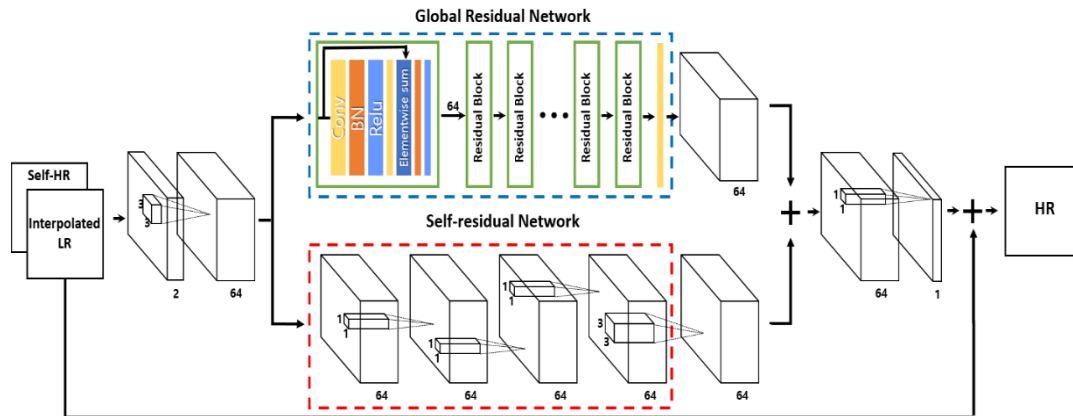 Global Residual Network
Conv
BN
Relu
Elementwise sum
64
Residual Block
Residual Block
Residual Block
Residual Block
64
Self-HR
Interpolated
LR
3
3
2
64
Self-residual Network
1
1
64
1
1
64
1
1
64
3
3
64
64
+
1
1
64
1
+
HR